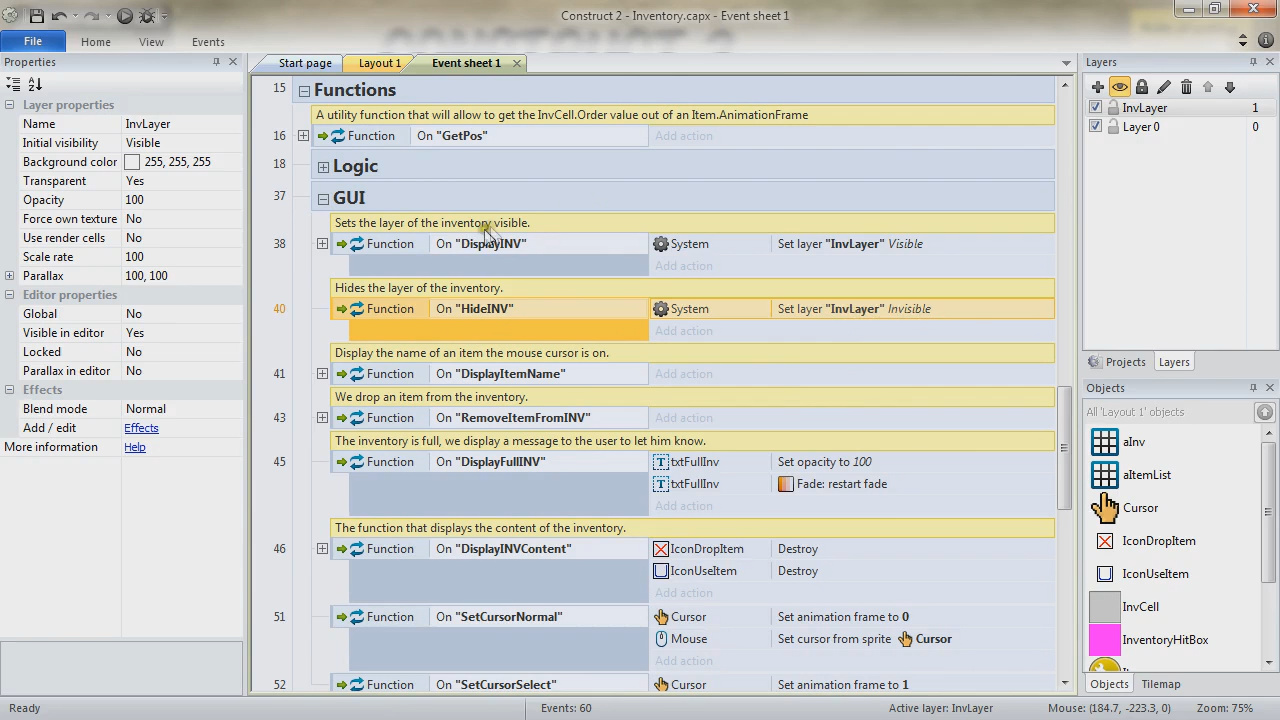 Construct 2 - Inventory.capx - Event sheet 1
File
Home
View
Events
Properties
Layer properties
Name InvLayer
Initial visibility Visible
Background color 255, 255, 255
Transparent Yes
Opacity 100
Force own texture No
Use render cells No
Scale rate 100
Parallax 100, 100
Editor properties
Global No
Visible in editor Yes
Locked No
Parallax in editor No
Effects
Blend mode Normal
Add / edit Effects
More information Help
Start page
Layout 1
Event sheet 1
15 Functions
A utility function that will allow to get the InvCell.Order value out of an Item.AnimationFrame
16 Function On "GetPos" Add action
18 Logic
37 GUI
Sets the layer of the inventory visible.
38 Function On "DisplayINV" System Set layer "InvLayer" Visible
Add action
Hides the layer of the inventory.
40 Function On "HideINV" System Set layer "InvLayer" Invisible
Add action
Display the name of an item the mouse cursor is on.
41 Function On "DisplayItemName" Add action
We drop an item from the inventory.
43 Function On "RemoveItemFromINV" Add action
The inventory is full, we display a message to the user to let him know.
45 Function On "DisplayFullINV" T txtFullInv Set opacity to 100
T txtFullInv Fade: restart fade
Add action
The function that displays the content of the inventory.
46 Function On "DisplayINVContent" IconDropItem Destroy
IconUseItem Destroy
Add action
51 Function On "SetCursorNormal" Cursor Set animation frame to 0
Mouse Set cursor from sprite Cursor
Add action
52 Function On "SetCursorSelect" Cursor Set animation frame to 1
Layers
InvLayer 1
Layer 0 0
Projects
Layers
Objects
All 'Layout 1' objects
aInv
aItemList
Cursor
IconDropItem
IconUseItem
InvCell
InventoryHitBox
Objects
Tilemap
Ready
Events: 60
Active layer: InvLayer
Mouse: (184.7, -223.3, 0)
Zoom: 75%